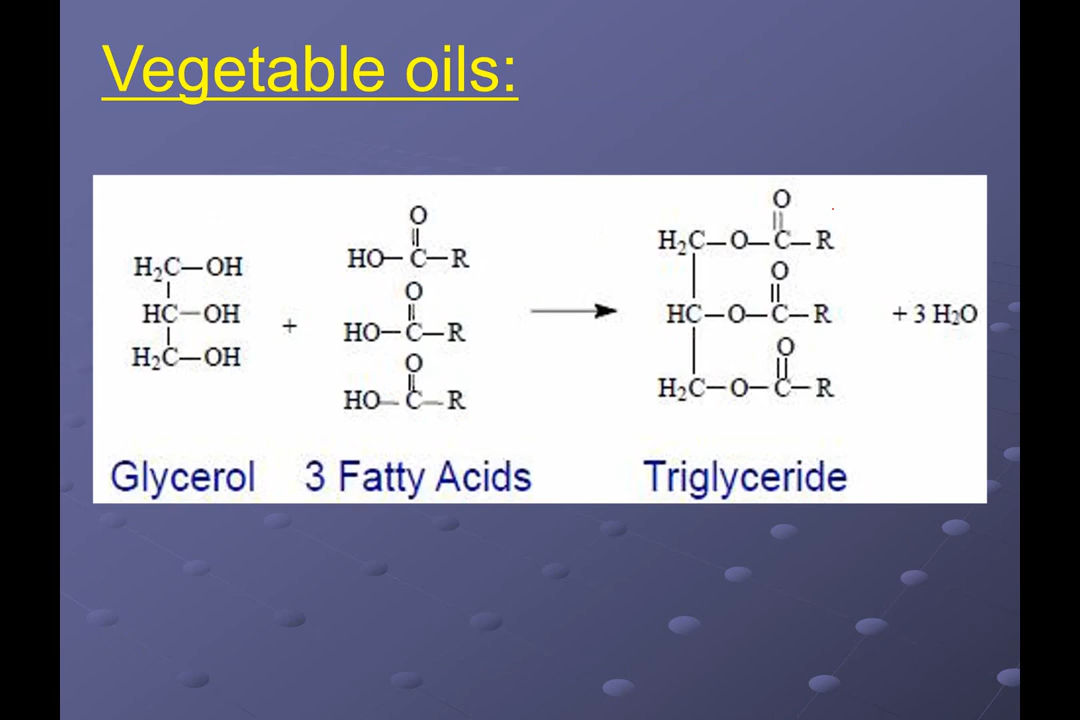 Vegetable oils:
H₂C—OH
HC—OH
H₂C—OH
+
O
HO—C—R
O
HO—C—R
O
HO—C—R
O
H₂C—O—C—R
O
HC—O—C—R
O
H₂C—O—C—R
+ 3 H₂O
Glycerol 3 Fatty Acids Triglyceride